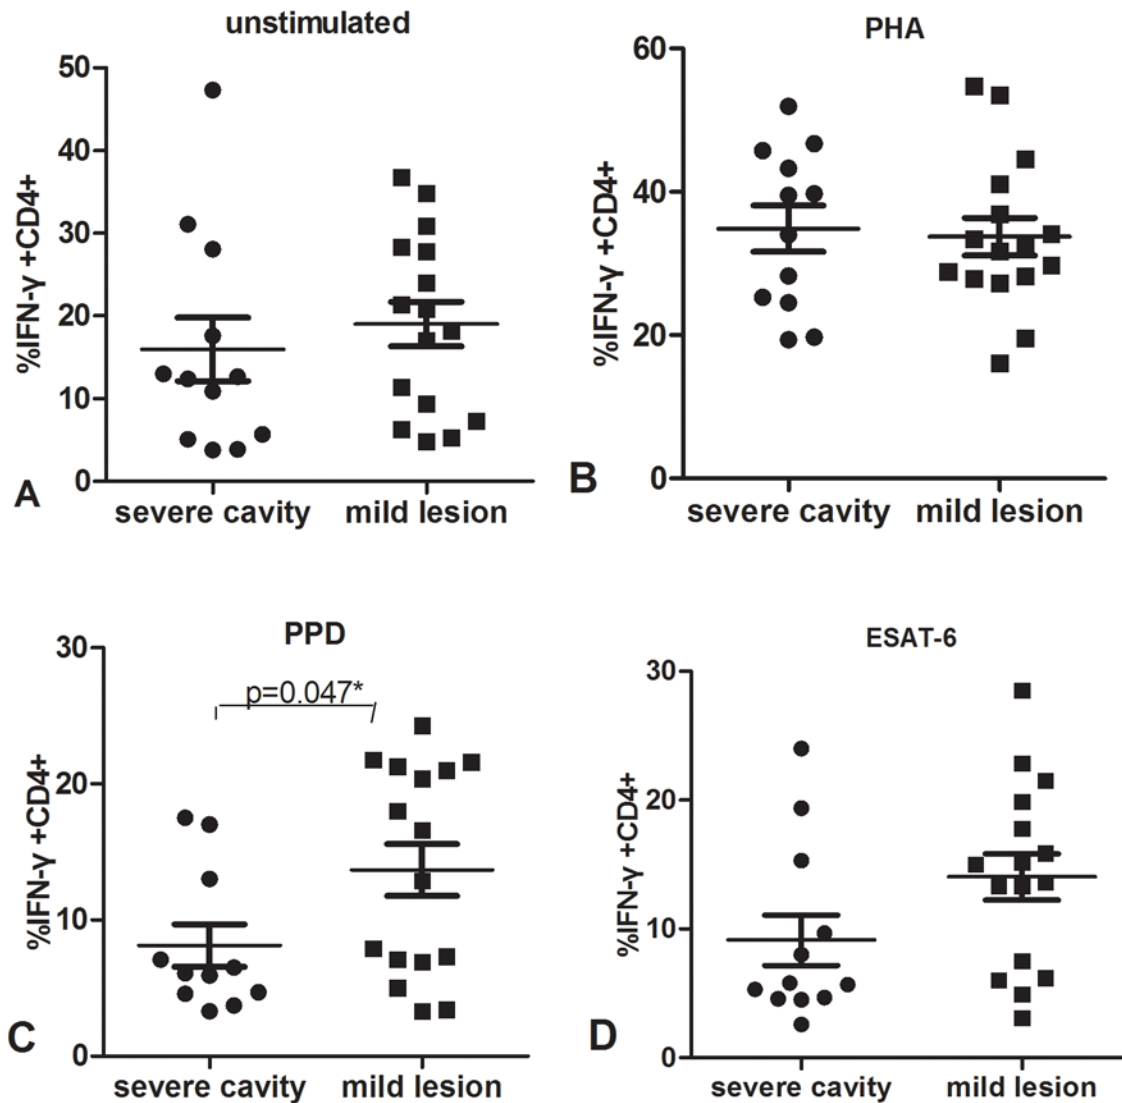 unstimulated
%IFN-γ +CD4+
50
40
30
20
10
0
severe cavity mild lesion
A
PHA
%IFN-γ +CD4+
60
40
20
0
severe cavity mild lesion
B
PPD
p=0.047*
%IFN-γ +CD4+
30
20
10
0
severe cavity mild lesion
C
ESAT-6
%IFN-γ +CD4+
30
20
10
0
severe cavity mild lesion
D